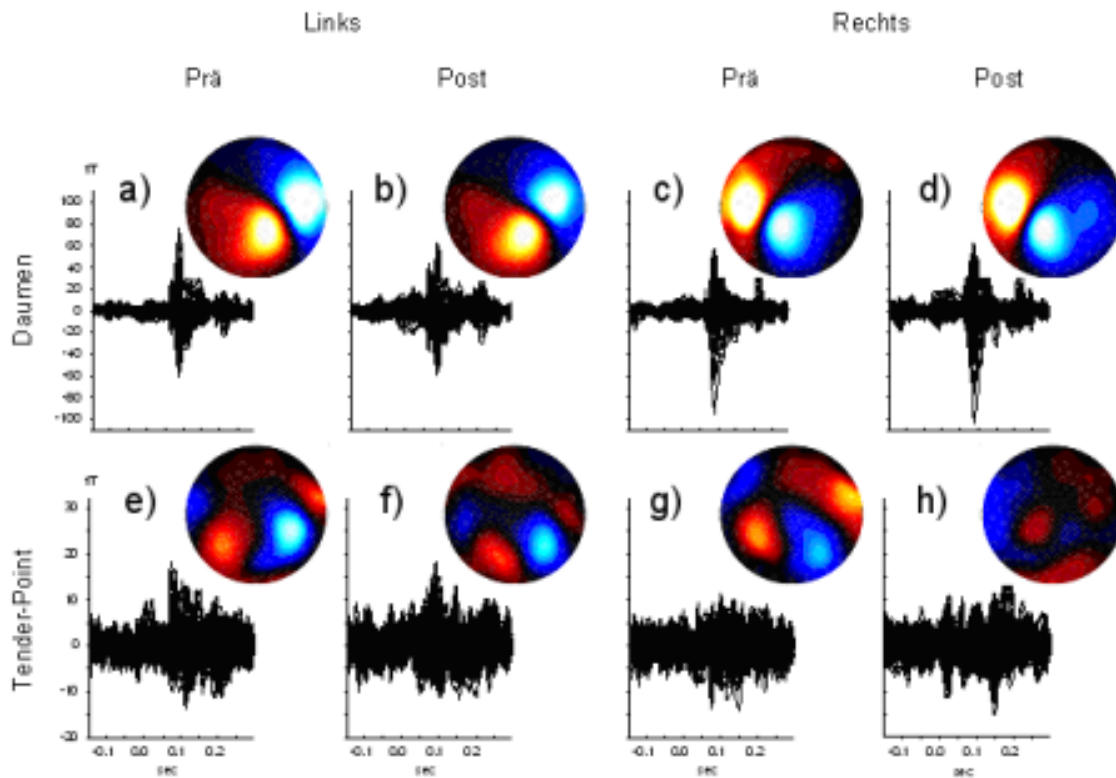 Links Rechts
Prä Post Prä Post
fT
a) b) c) d)
100
80
60
40
20
0
-20
-40
-60
-80
-100
Daumen
fT
e) f) g) h)
30
20
10
0
-10
-20
Tender-Point
-0.1 0.0 0.1 0.2 -0.1 0.0 0.1 0.2 -0.1 0.0 0.1 0.2 -0.1 0.0 0.1 0.2
sec sec sec sec